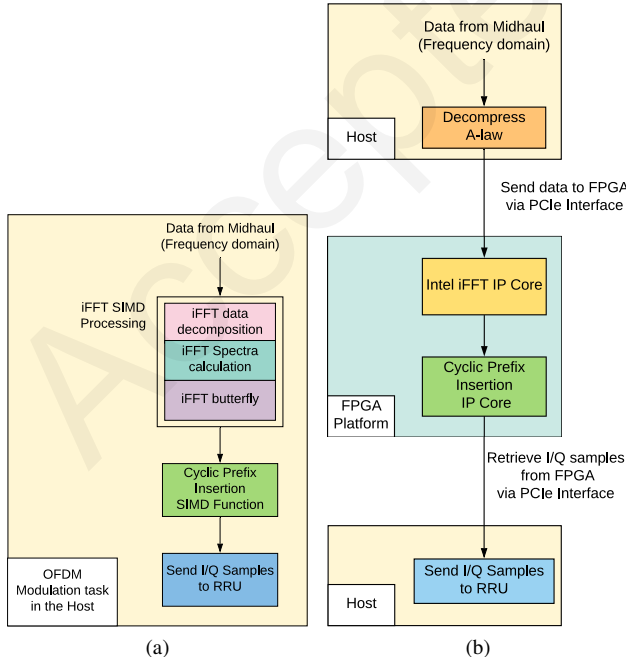 Data from Midhaul
(Frequency domain)
iFFT SIMD
Processing
iFFT data
decomposition
iFFT Spectra
calculation
iFFT butterfly
Cyclic Prefix
Insertion
SIMD Function
Send I/Q Samples
to RRU
OFDM
Modulation task
in the Host
(a)
Data from Midhaul
(Frequency domain)
Decompress
A-law
Host
Send data to FPGA
via PCIe Interface
Intel iFFT IP Core
Cyclic Prefix
Insertion
IP Core
FPGA
Platform
Retrieve I/Q samples
from FPGA
via PCIe Interface
Send I/Q Samples
to RRU
Host
(b)
Accepte